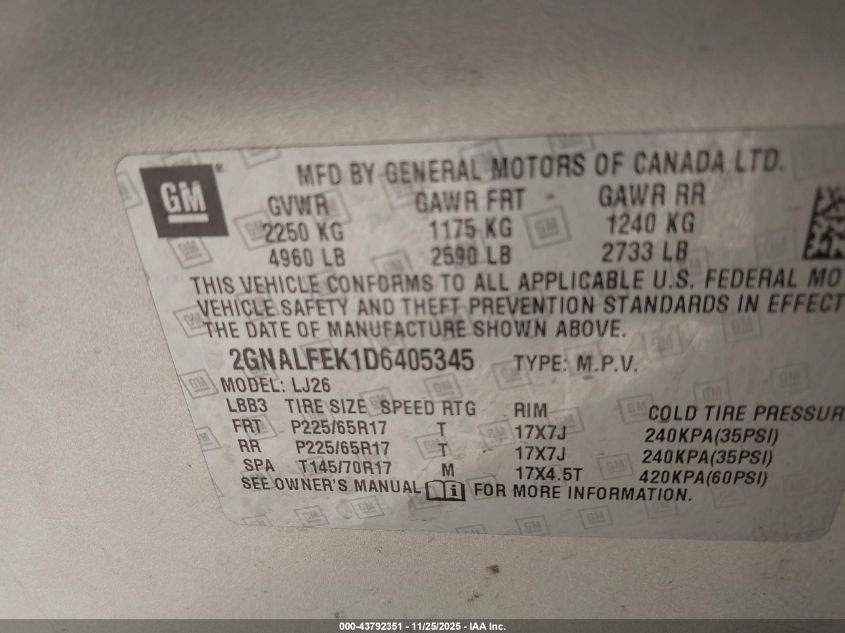 MFD BY GENERAL MOTORS OF CANADA LTD.
GM
GVWR GAWR FRT GAWR RR
2250 KG 1175 KG 1240 KG
4960 LB 2590 LB 2733 LB
THIS VEHICLE CONFORMS TO ALL APPLICABLE U.S. FEDERAL MO
VEHICLE SAFETY AND THEFT PREVENTION STANDARDS IN EFFECT
THE DATE OF MANUFACTURE SHOWN ABOVE.
2GNALFEK1D6405345 TYPE: M.P.V.
MODEL: LJ26
LBB3 TIRE SIZE SPEED RTG RIM COLD TIRE PRESSUR
FRT P225/65R17 T 17X7J 240KPA(35PSI)
RR P225/65R17 T 17X7J 240KPA(35PSI)
SPA T145/70R17 M 17X4.5T 420KPA(60PSI)
SEE OWNER'S MANUAL FOR MORE INFORMATION.
000-43792351 - 11/25/2025 - IAA Inc.